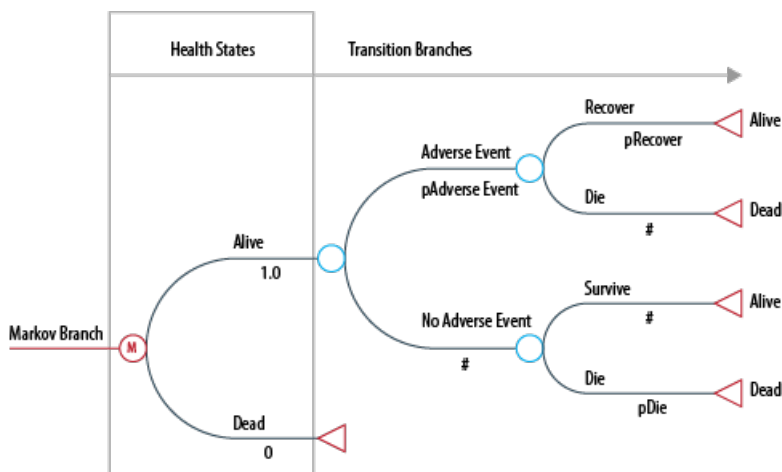 Health States
Transition Branches
Recover
Alive
pRecover
Adverse Event
pAdverse Event
Die
Dead
#
Alive
1.0
Survive
Alive
#
No Adverse Event
#
Markov Branch
M
Die
Dead
pDie
Dead
0